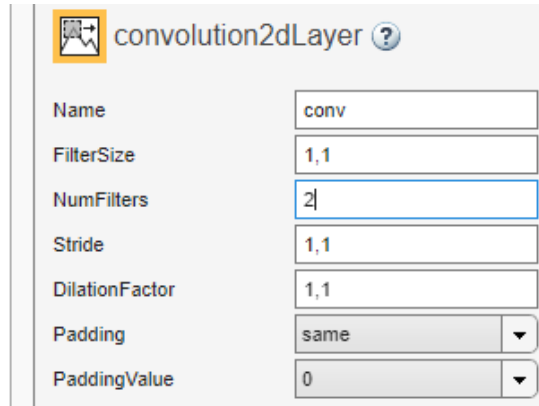 convolution2dLayer ?
Name conv
FilterSize 1,1
NumFilters 2
Stride 1,1
DilationFactor 1,1
Padding same
PaddingValue 0